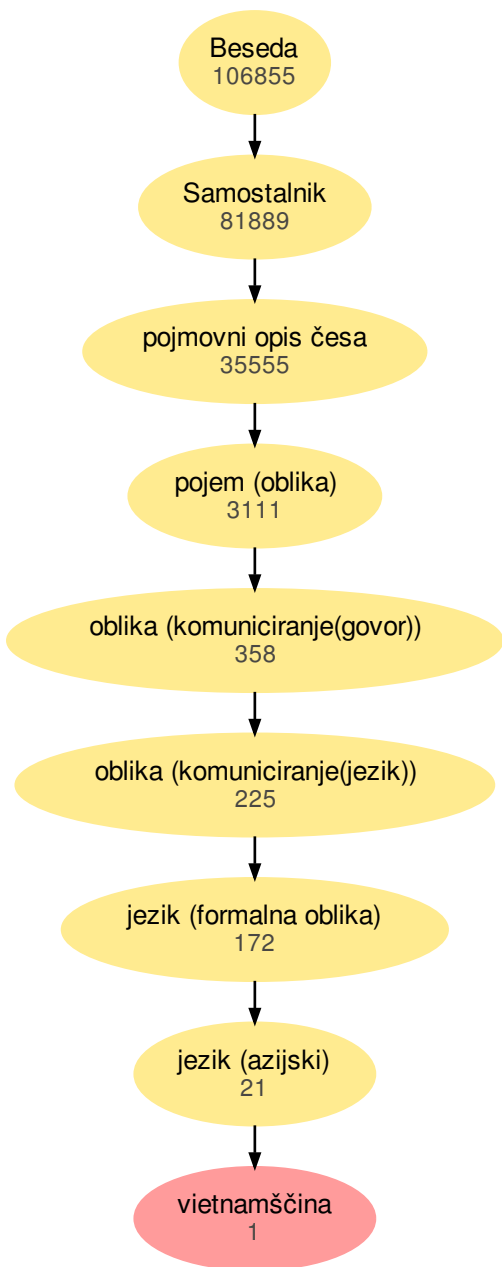 Beseda
106855
Samostalnik
81889
pojmovni opis česa
35555
pojem (oblika)
3111
oblika (komuniciranje(govor))
358
oblika (komuniciranje(jezik))
225
jezik (formalna oblika)
172
jezik (azijski)
21
vietnamščina
1